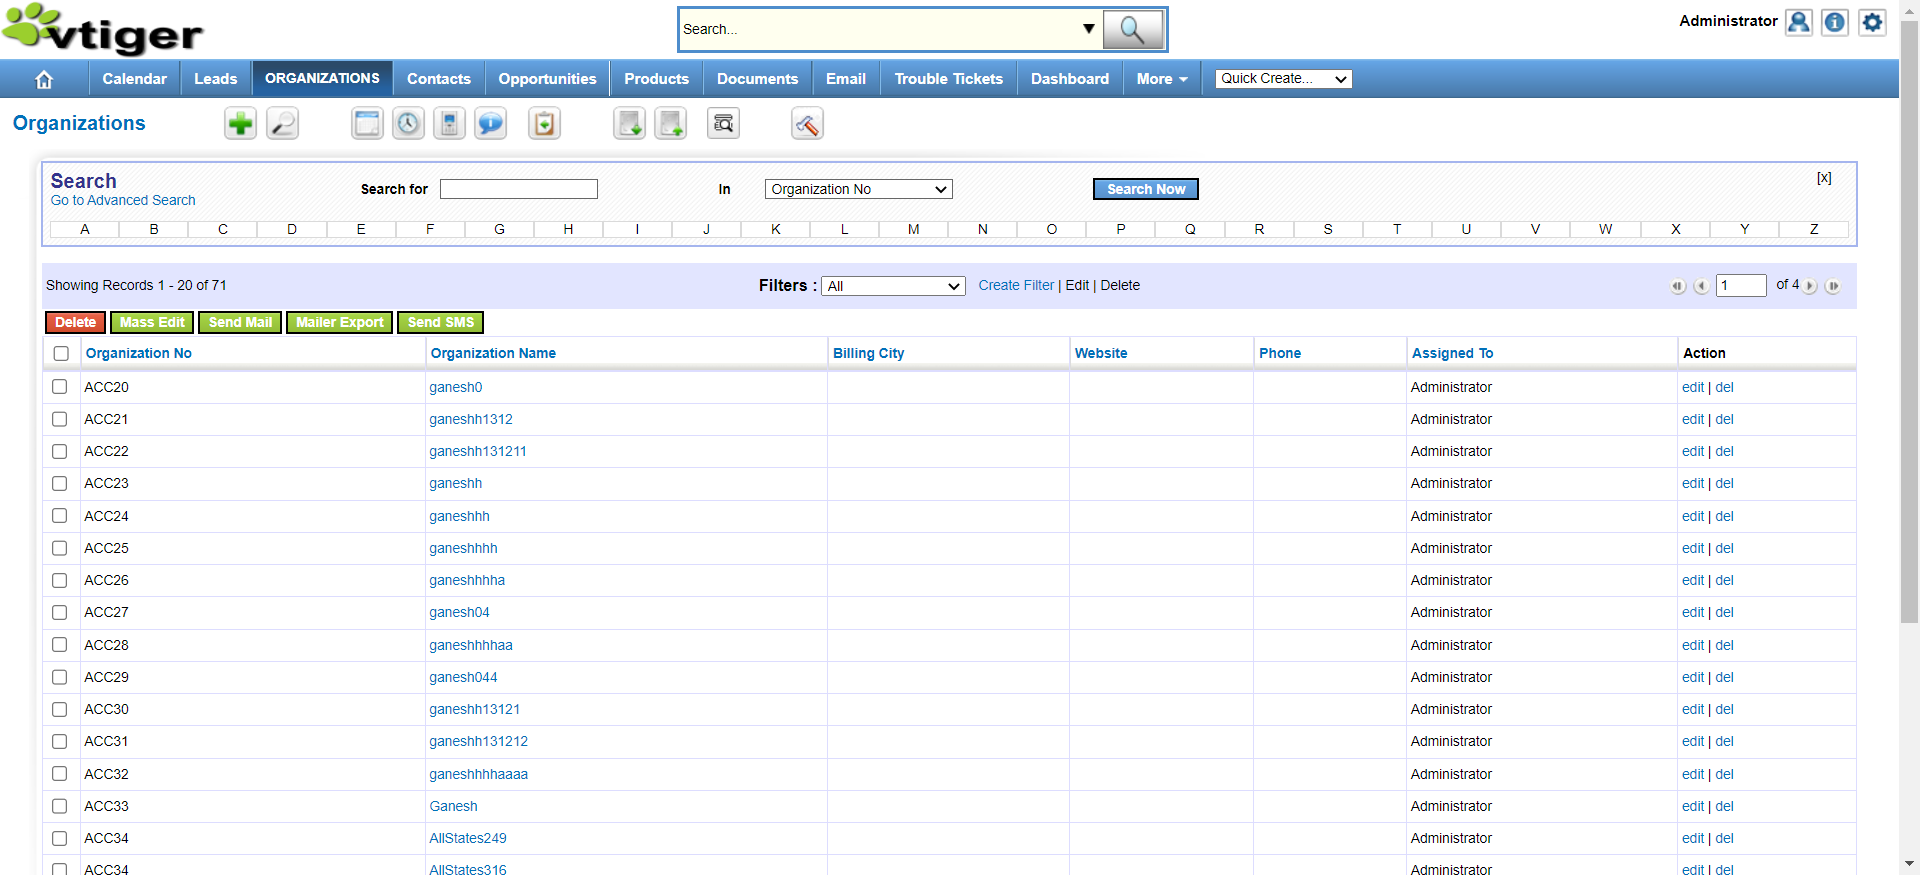 vtiger
Search...
Administrator
Calendar Leads ORGANIZATIONS Contacts Opportunities Products Documents Email Trouble Tickets Dashboard More Quick Create...
Organizations
Search
Go to Advanced Search
Search for In Organization No Search Now [x]
A B C D E F G H I J K L M N O P Q R S T U V W X Y Z
Showing Records 1 - 20 of 71 Filters : All Create Filter | Edit | Delete 1 of 4
Delete Mass Edit Send Mail Mailer Export Send SMS
Organization No Organization Name Billing City Website Phone Assigned To Action
ACC20 ganesh0 Administrator edit | del
ACC21 ganeshh1312 Administrator edit | del
ACC22 ganeshh131211 Administrator edit | del
ACC23 ganeshh Administrator edit | del
ACC24 ganeshhh Administrator edit | del
ACC25 ganeshhhh Administrator edit | del
ACC26 ganeshhhha Administrator edit | del
ACC27 ganesh04 Administrator edit | del
ACC28 ganeshhhhaa Administrator edit | del
ACC29 ganesh044 Administrator edit | del
ACC30 ganeshh13121 Administrator edit | del
ACC31 ganeshh131212 Administrator edit | del
ACC32 ganeshhhhaaaa Administrator edit | del
ACC33 Ganesh Administrator edit | del
ACC34 AllStates249 Administrator edit | del
ACC34 AllStates316 Administrator edit | del